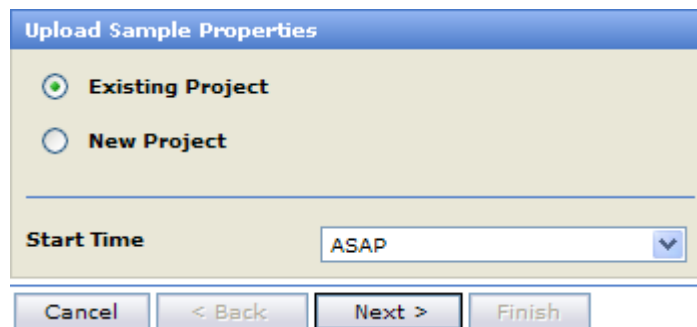 Upload Sample Properties
Existing Project
New Project
Start Time ASAP
Cancel < Back Next > Finish